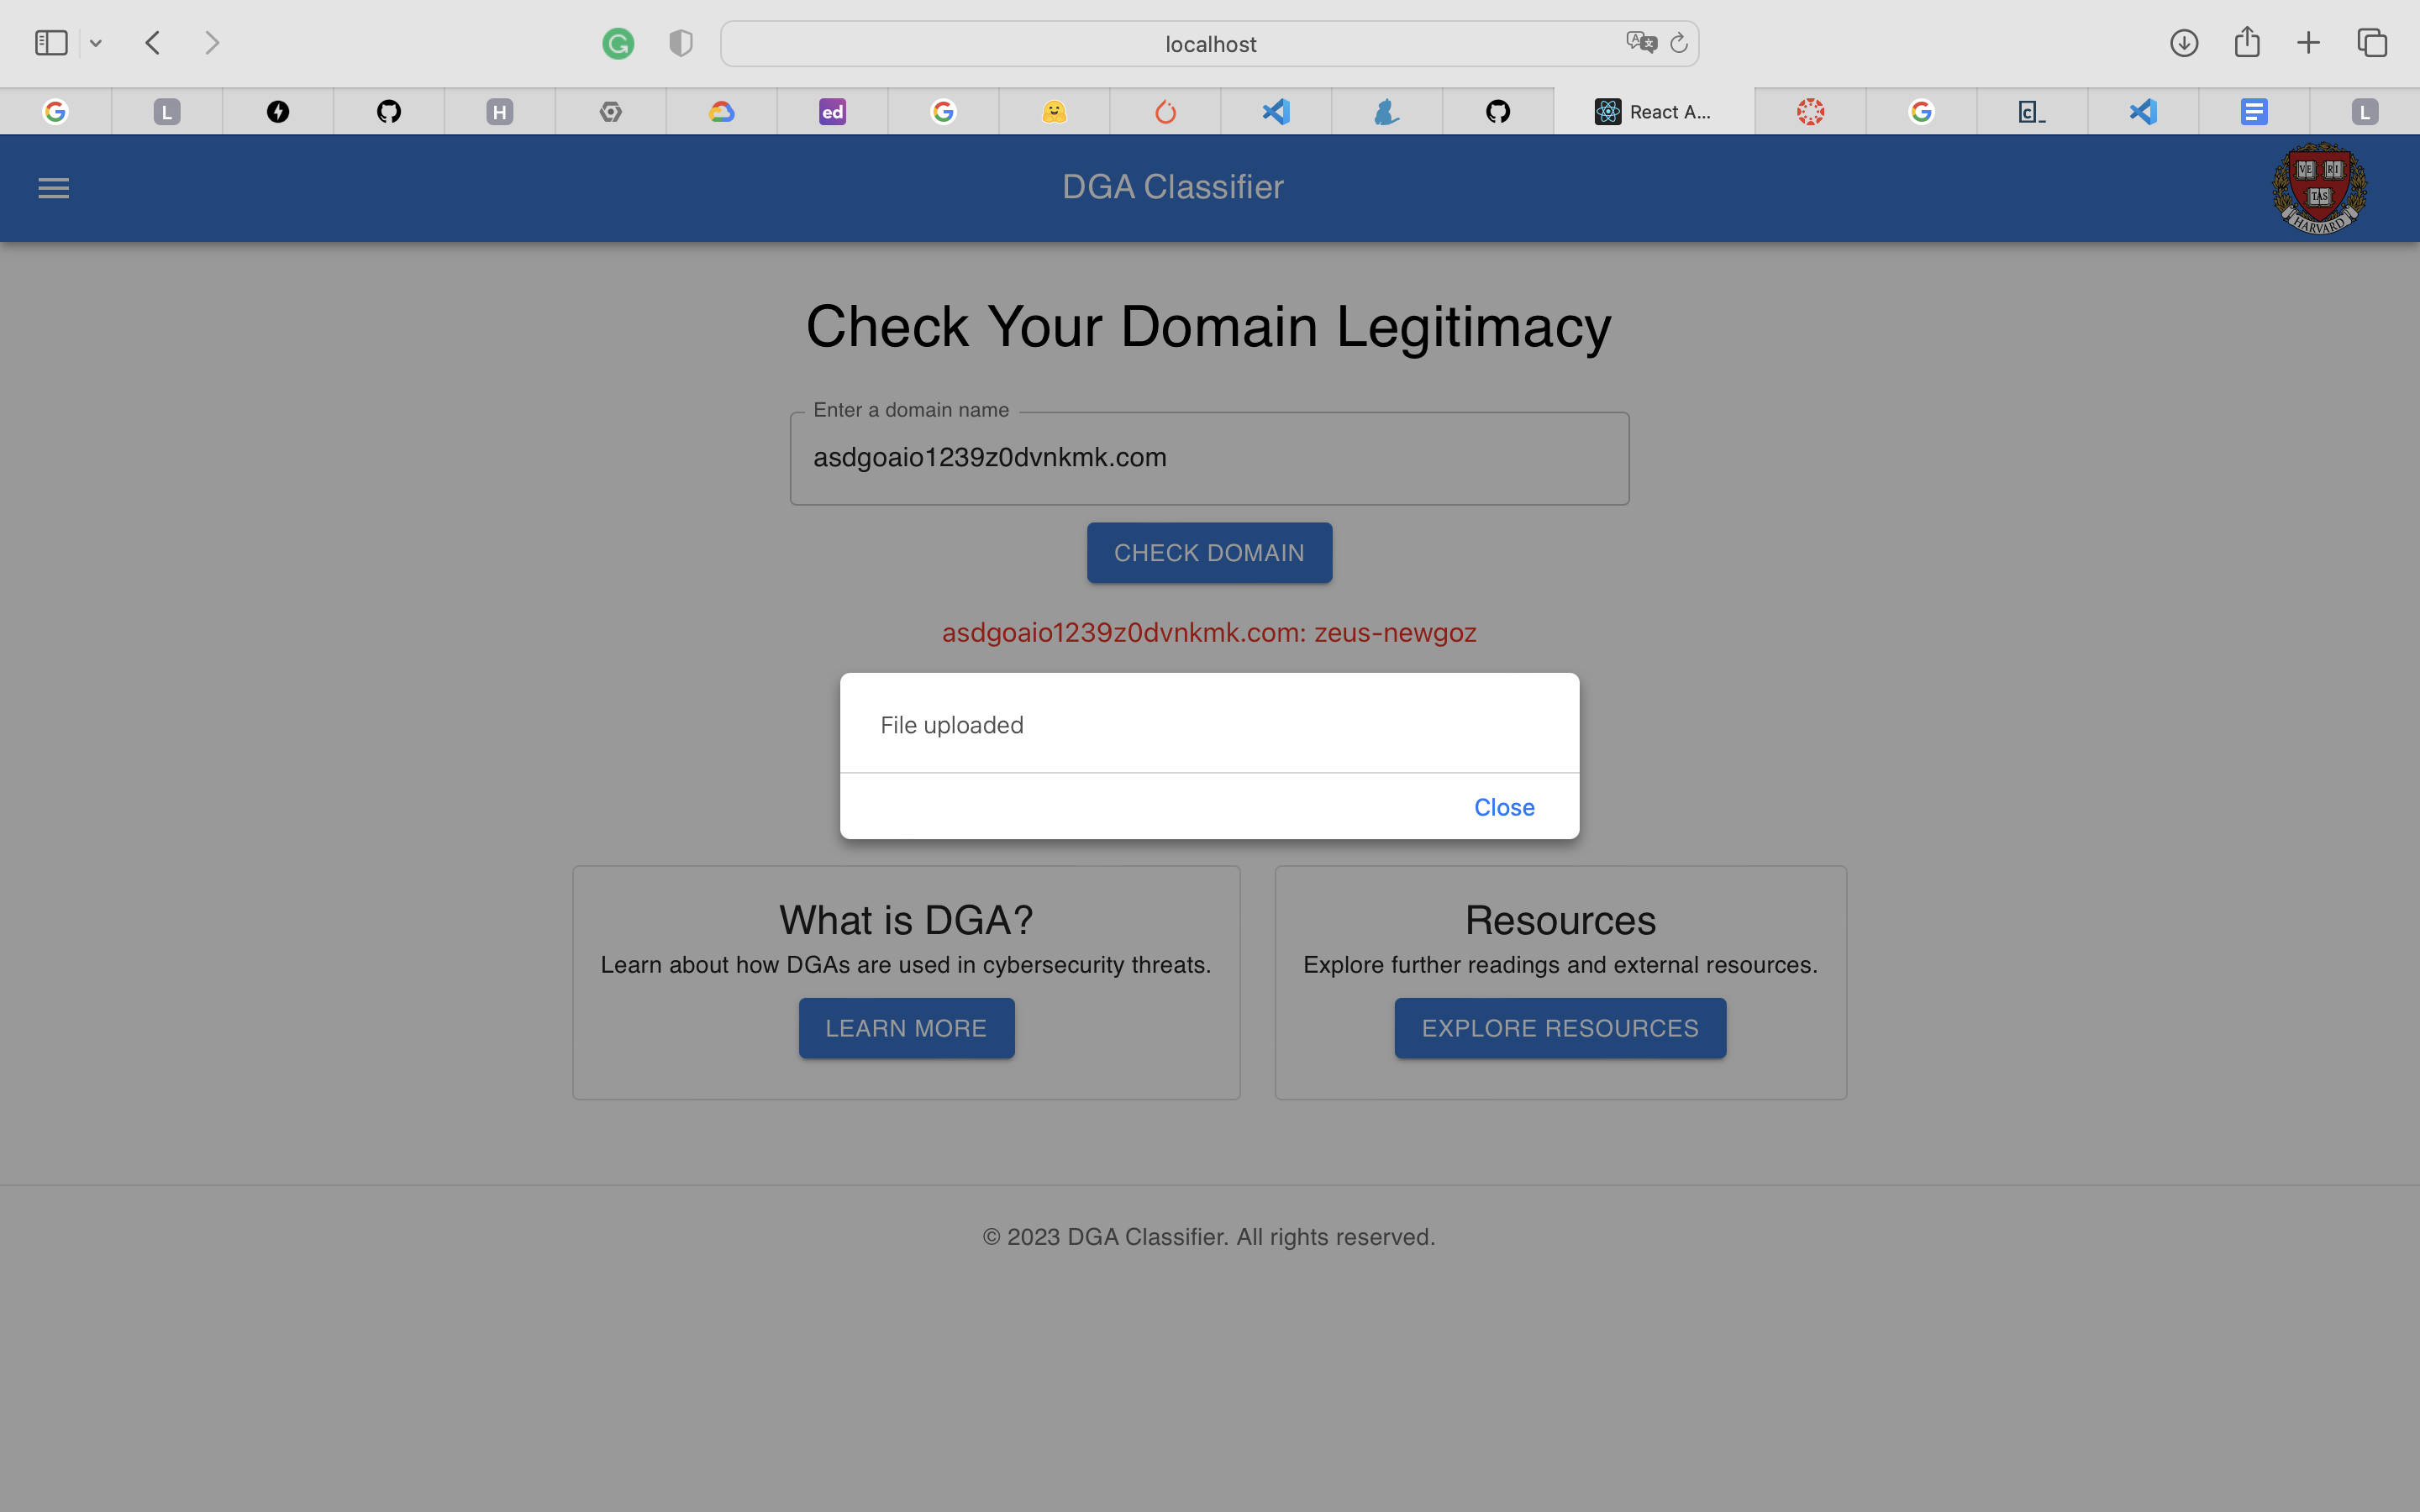 localhost
L
H
ed
React A...
C_
L
DGA Classifier
VE RI
TAS
HARVARD
Check Your Domain Legitimacy
Enter a domain name
asdgoaio1239z0dvnkmk.com
CHECK DOMAIN
asdgoaio1239z0dvnkmk.com: zeus-newgoz
File uploaded
Close
What is DGA?
Resources
Learn about how DGAs are used in cybersecurity threats.
Explore further readings and external resources.
LEARN MORE
EXPLORE RESOURCES
© 2023 DGA Classifier. All rights reserved.